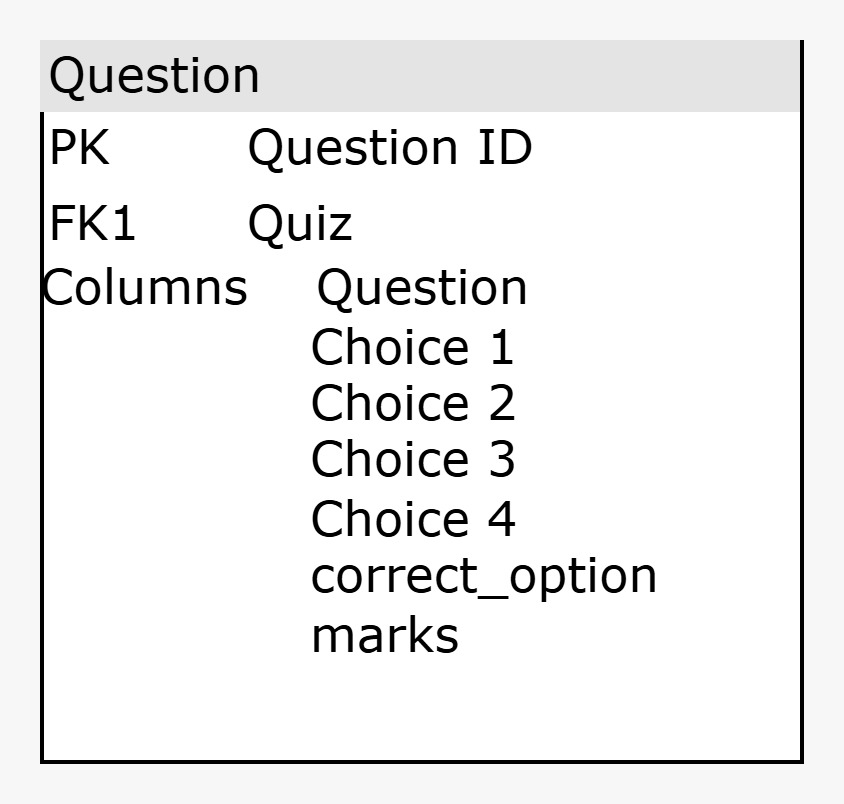 Question
PK Question ID
FK1 Quiz
Columns Question
Choice 1
Choice 2
Choice 3
Choice 4
correct_option
marks